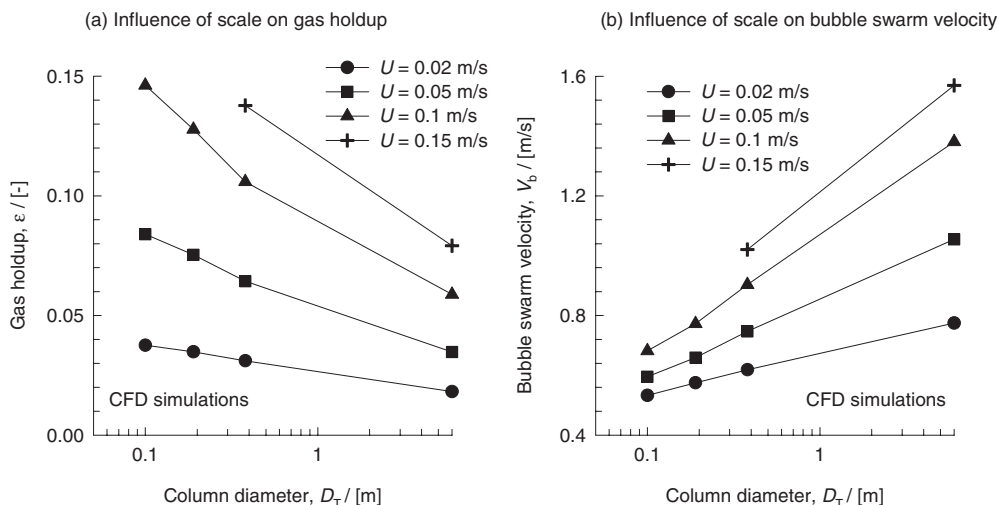 (a) Influence of scale on gas holdup
0.15
0.10
0.05
0.00
Gas holdup, ε / [-]
U = 0.02 m/s
U = 0.05 m/s
U = 0.1 m/s
U = 0.15 m/s
CFD simulations
0.1
1
Column diameter, D_T / [m]
(b) Influence of scale on bubble swarm velocity
1.6
1.2
0.8
0.4
Bubble swarm velocity, V_b / [m/s]
U = 0.02 m/s
U = 0.05 m/s
U = 0.1 m/s
U = 0.15 m/s
CFD simulations
0.1
1
Column diameter, D_T / [m]